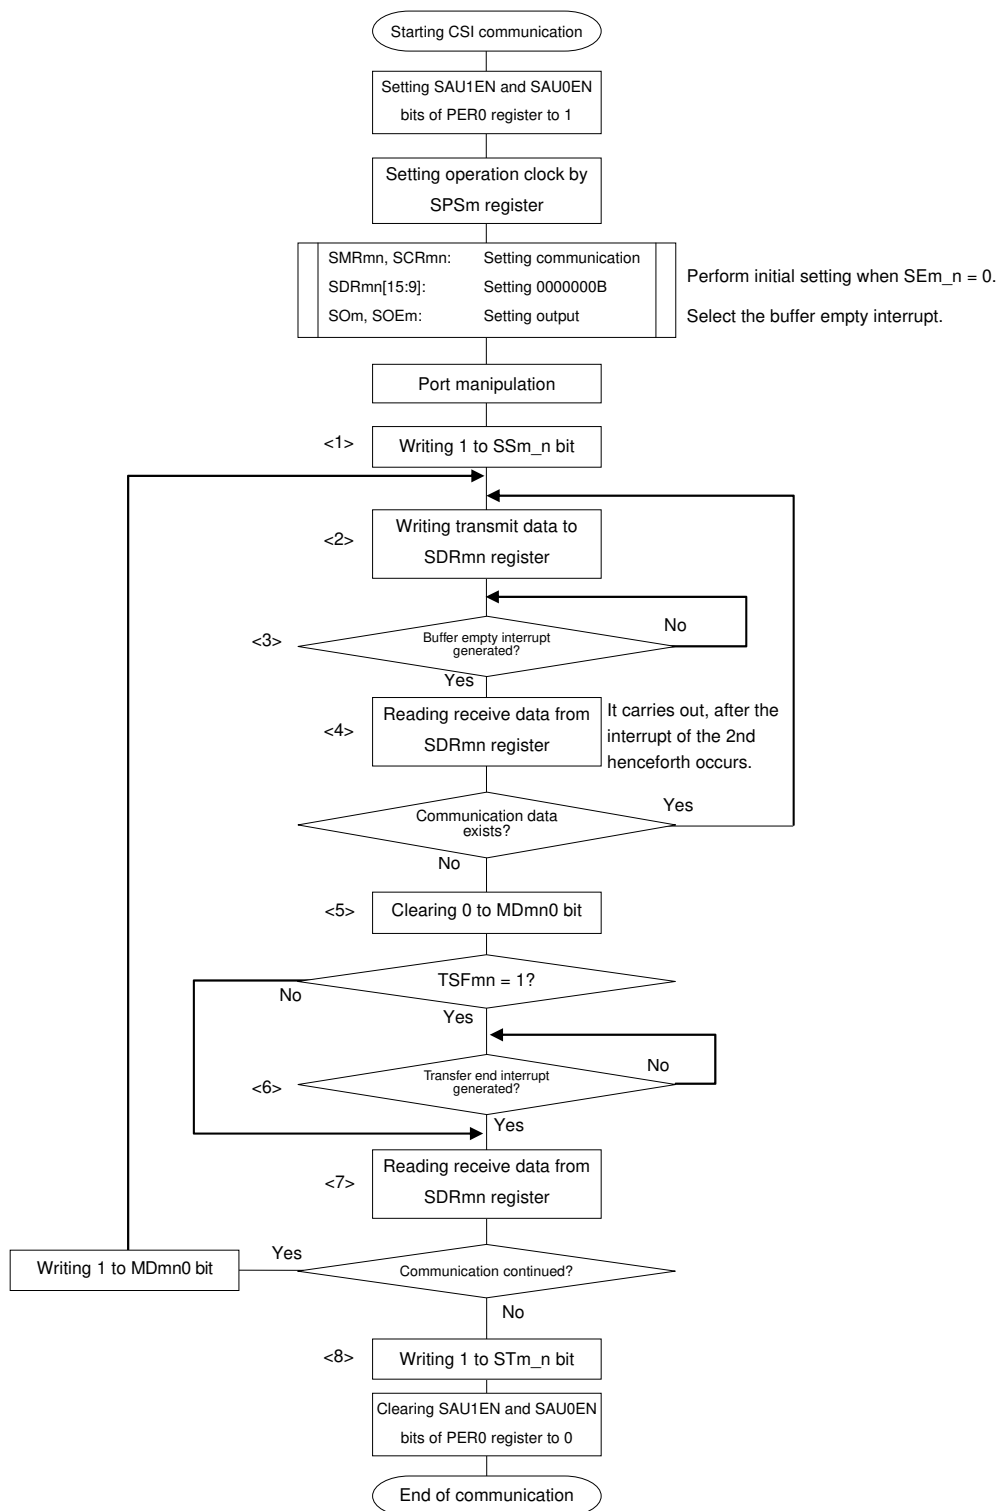 Starting CSI communication
Setting SAU1EN and SAU0EN
bits of PER0 register to 1
Setting operation clock by
SPSm register
SMRmn, SCRmn: Setting communication
SDRmn[15:9]: Setting 0000000B
SOm, SOEm: Setting output
Perform initial setting when SEm_n = 0.
Select the buffer empty interrupt.
Port manipulation
<1>
Writing 1 to SSm_n bit
<2>
Writing transmit data to
SDRmn register
<3>
Buffer empty interrupt
generated?
No
Yes
<4>
Reading receive data from
SDRmn register
It carries out, after the
interrupt of the 2nd
henceforth occurs.
Communication data
exists?
Yes
No
<5>
Clearing 0 to MDmn0 bit
TSFmn = 1?
No
Yes
<6>
Transfer end interrupt
generated?
No
Yes
<7>
Reading receive data from
SDRmn register
Writing 1 to MDmn0 bit
Yes
Communication continued?
No
<8>
Writing 1 to STm_n bit
Clearing SAU1EN and SAU0EN
bits of PER0 register to 0
End of communication